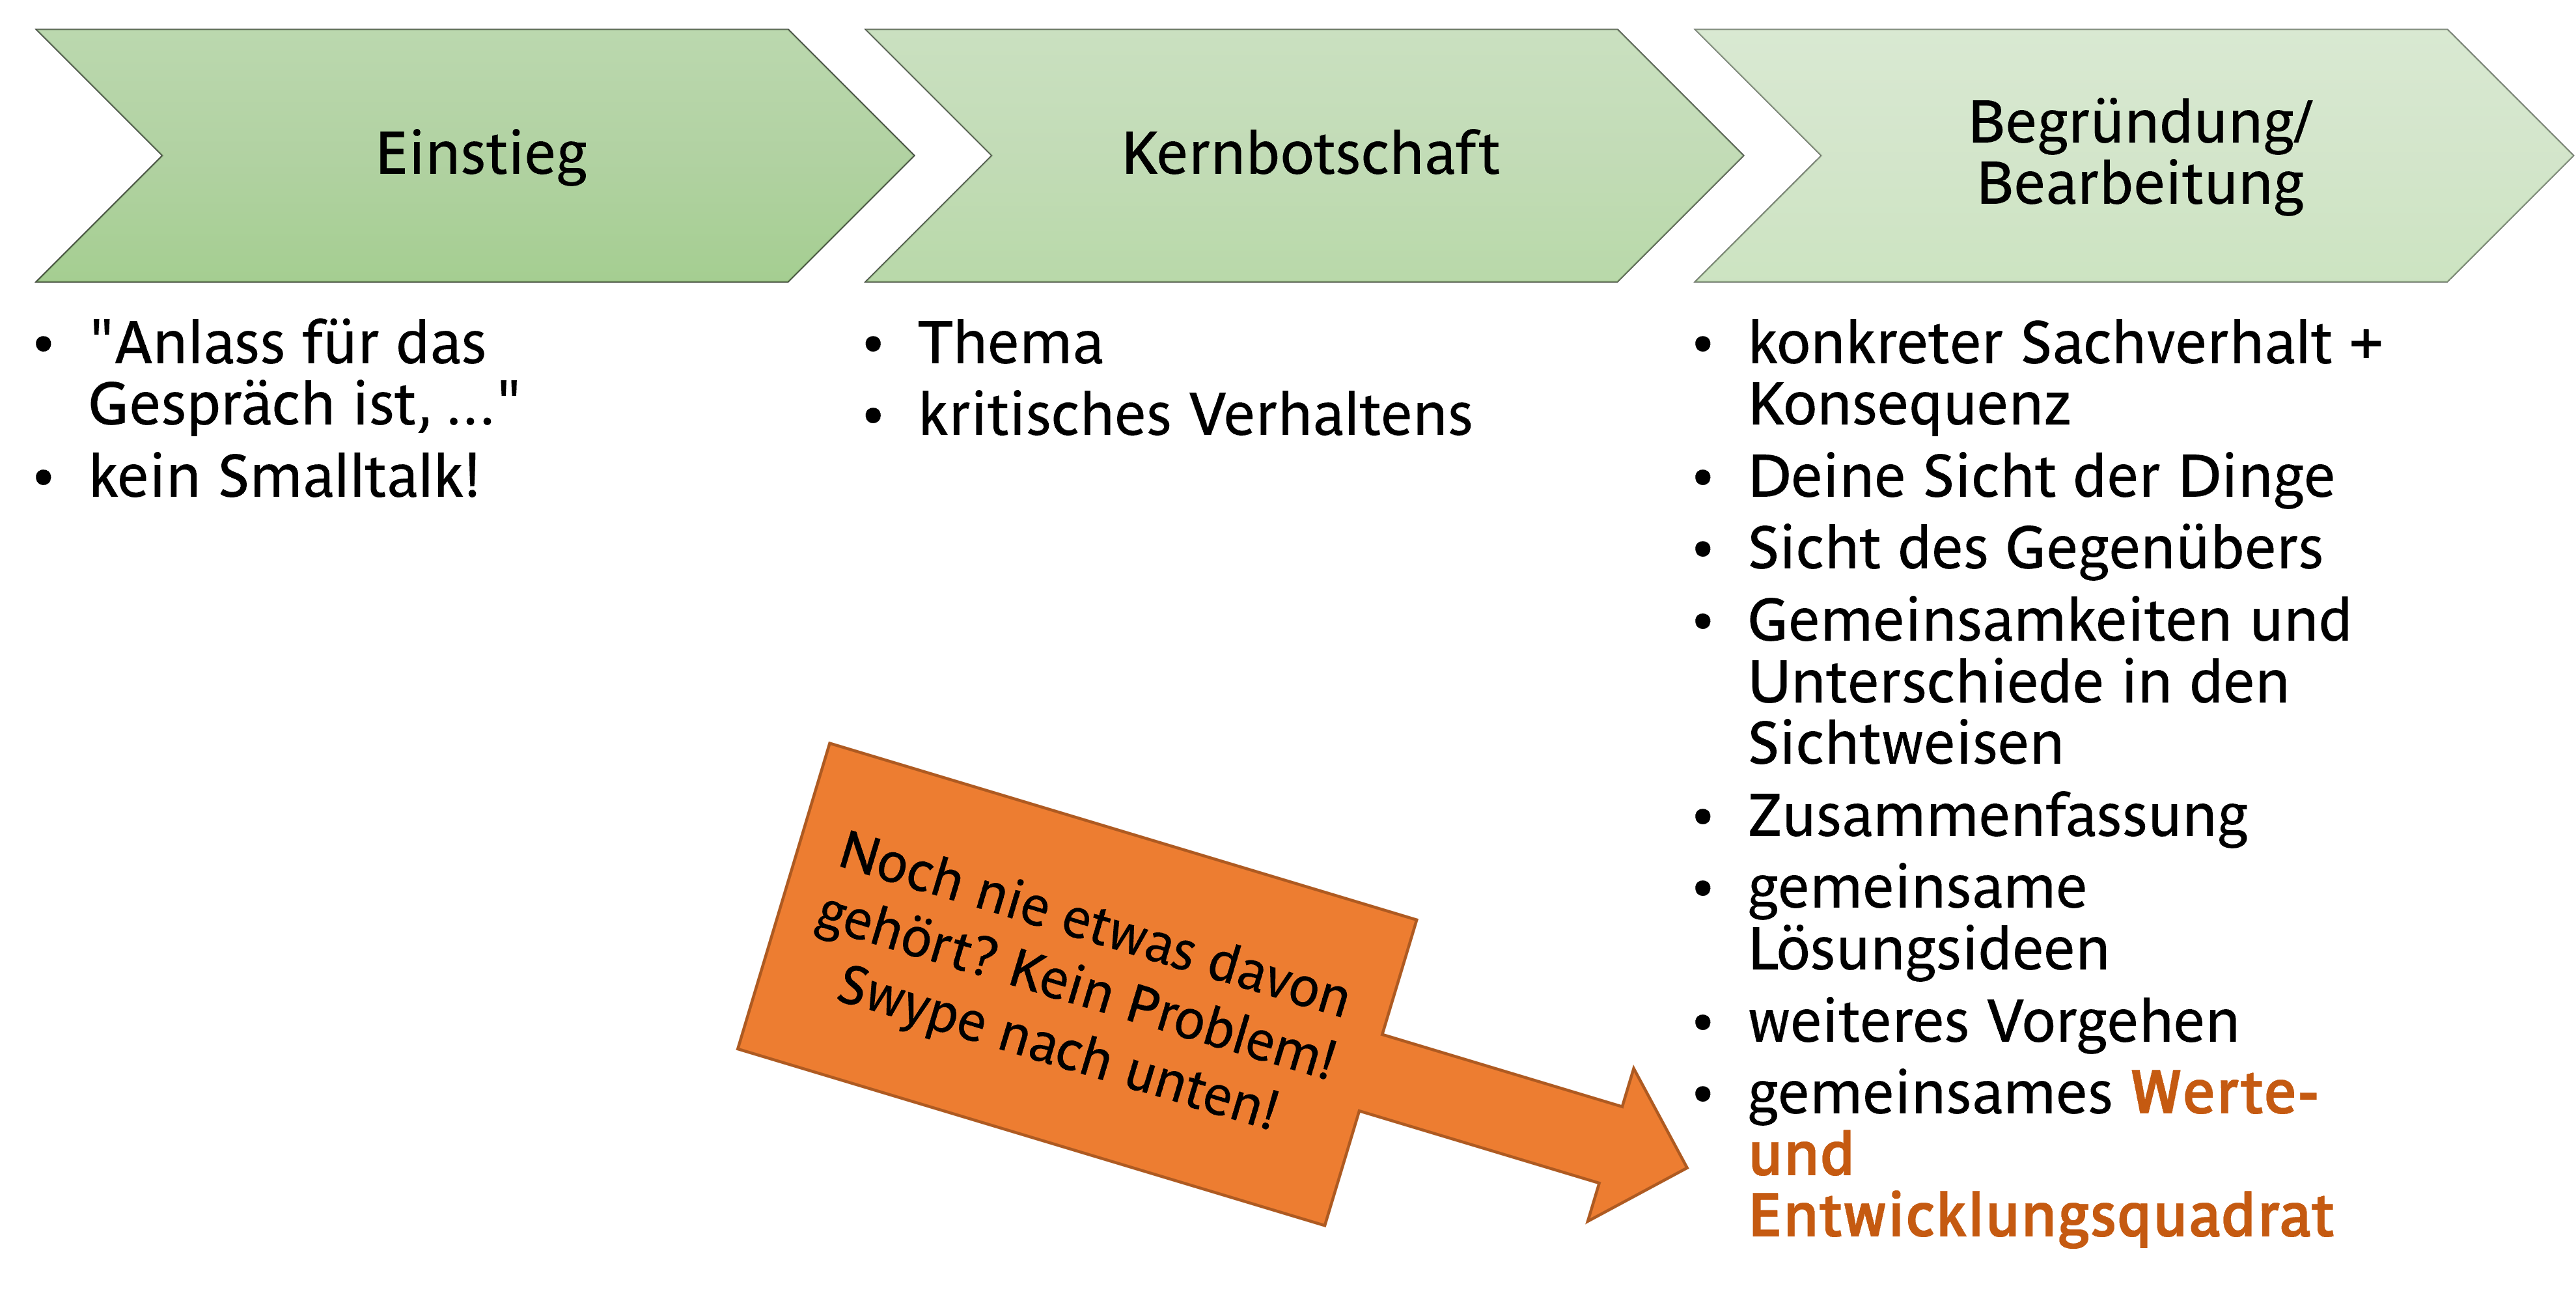 Einstieg
"Anlass für das
Gespräch ist, ..."
kein Smalltalk!
Kernbotschaft
Thema
kritisches Verhaltens
Begründung/
Bearbeitung
konkreter Sachverhalt +
Konsequenz
Deine Sicht der Dinge
Sicht des Gegenübers
Gemeinsamkeiten und
Unterschiede in den
Sichtweisen
Zusammenfassung
gemeinsame
Lösungsideen
weiteres Vorgehen
gemeinsames Werte-
und
Entwicklungsquadrat
Noch nie etwas davon
gehört? Kein Problem!
Swype nach unten!